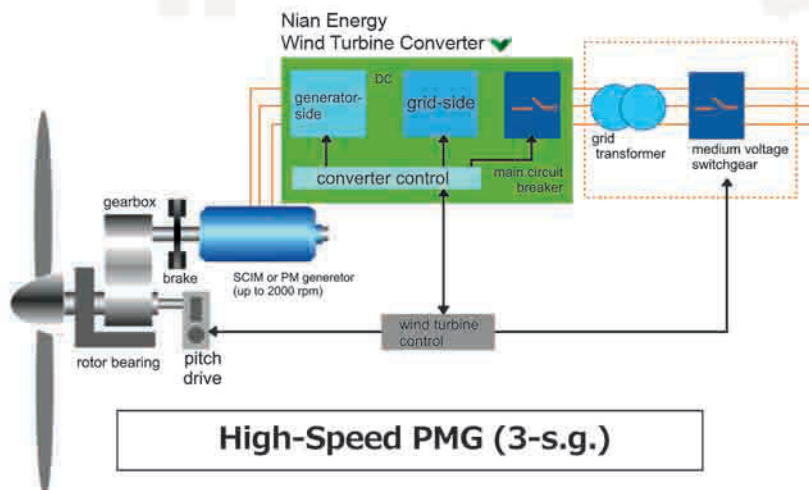 Nian Energy
Wind Turbine Converter
DC
generator-
side
grid-side
converter control
main circuit
breaker
grid
transformer
medium voltage
switchgear
gearbox
brake
SCIM or PM generetor
(up to 2000 rpm)
rotor bearing
pitch
drive
wind turbine
control
High-Speed PMG (3-s.g.)